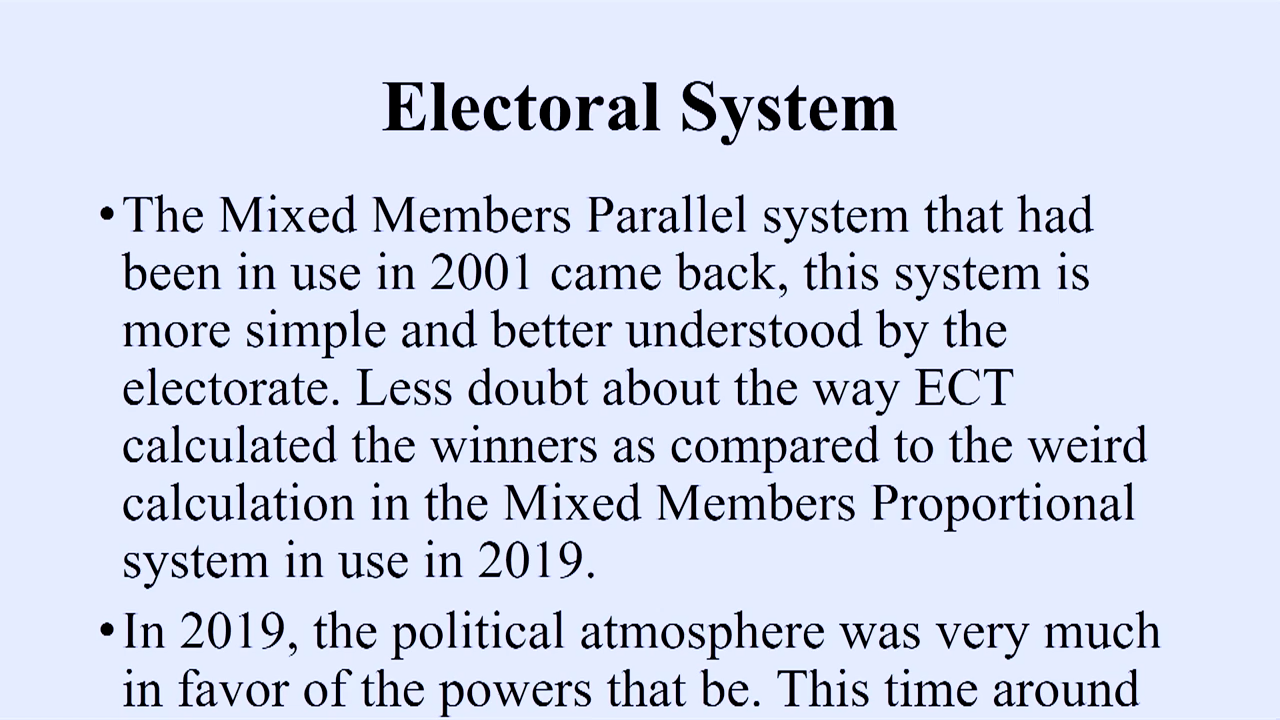 Electoral System
•The Mixed Members Parallel system that had
been in use in 2001 came back, this system is
more simple and better understood by the
electorate. Less doubt about the way ECT
calculated the winners as compared to the weird
calculation in the Mixed Members Proportional
system in use in 2019.
•In 2019, the political atmosphere was very much
in favor of the powers that be. This time around